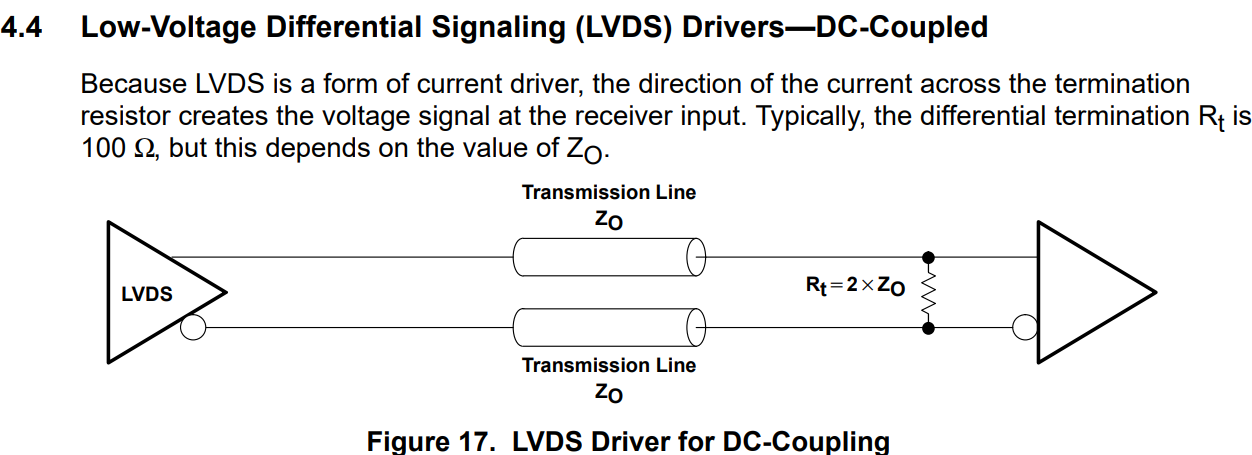 4.4 Low-Voltage Differential Signaling (LVDS) Drivers—DC-Coupled
Because LVDS is a form of current driver, the direction of the current across the termination
resistor creates the voltage signal at the receiver input. Typically, the differential termination Rt is
100 Ω, but this depends on the value of ZO.
Transmission Line
ZO
LVDS
Rt=2×ZO
Transmission Line
ZO
Figure 17. LVDS Driver for DC-Coupling